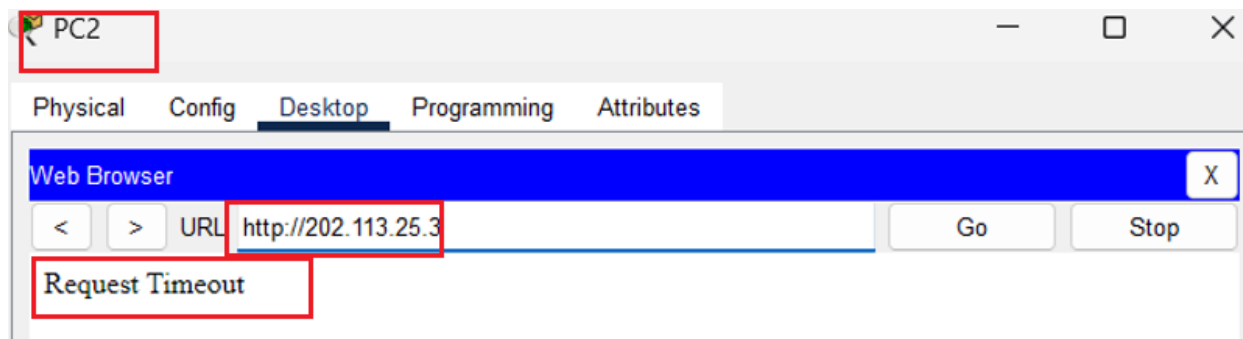 PC2
Physical Config Desktop Programming Attributes
Web Browser X
< > URL http://202.113.25.3 Go Stop
Request Timeout